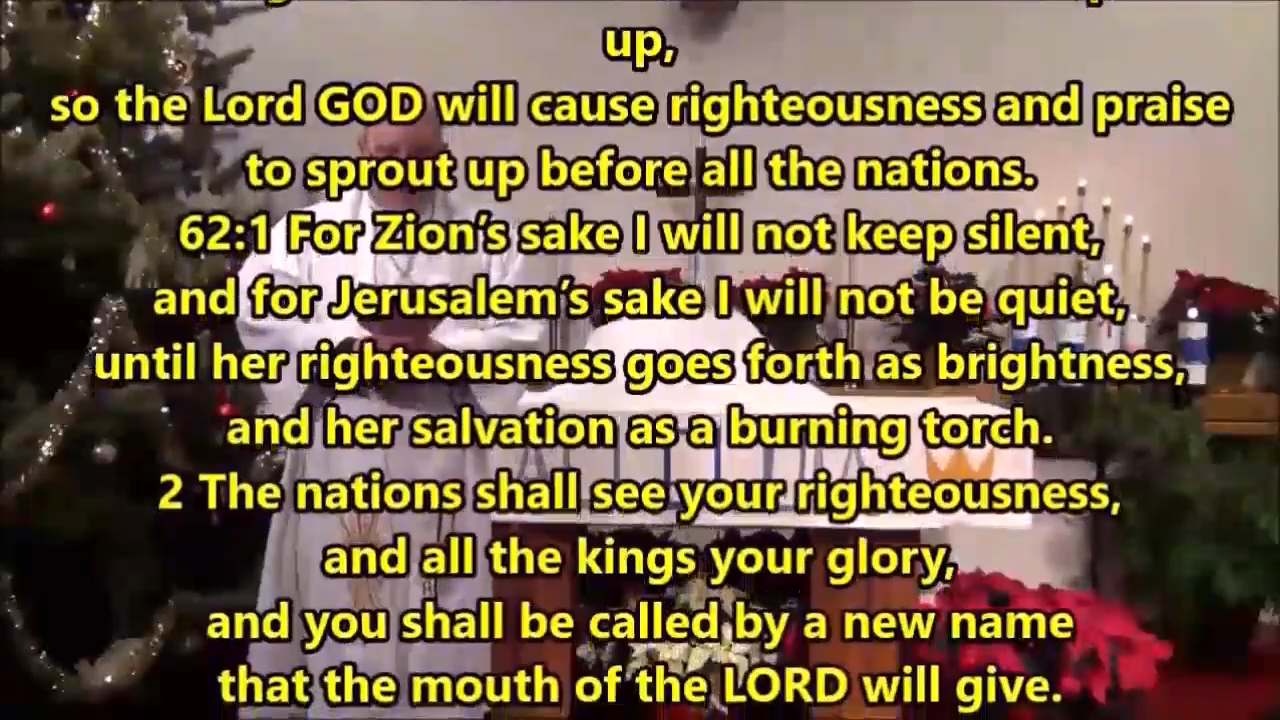 up,
so the Lord GOD will cause righteousness and praise
to sprout up before all the nations.
62:1 For Zion’s sake I will not keep silent,
and for Jerusalem’s sake I will not be quiet,
until her righteousness goes forth as brightness,
and her salvation as a burning torch.
2 The nations shall see your righteousness,
and all the kings your glory,
and you shall be called by a new name
that the mouth of the LORD will give.